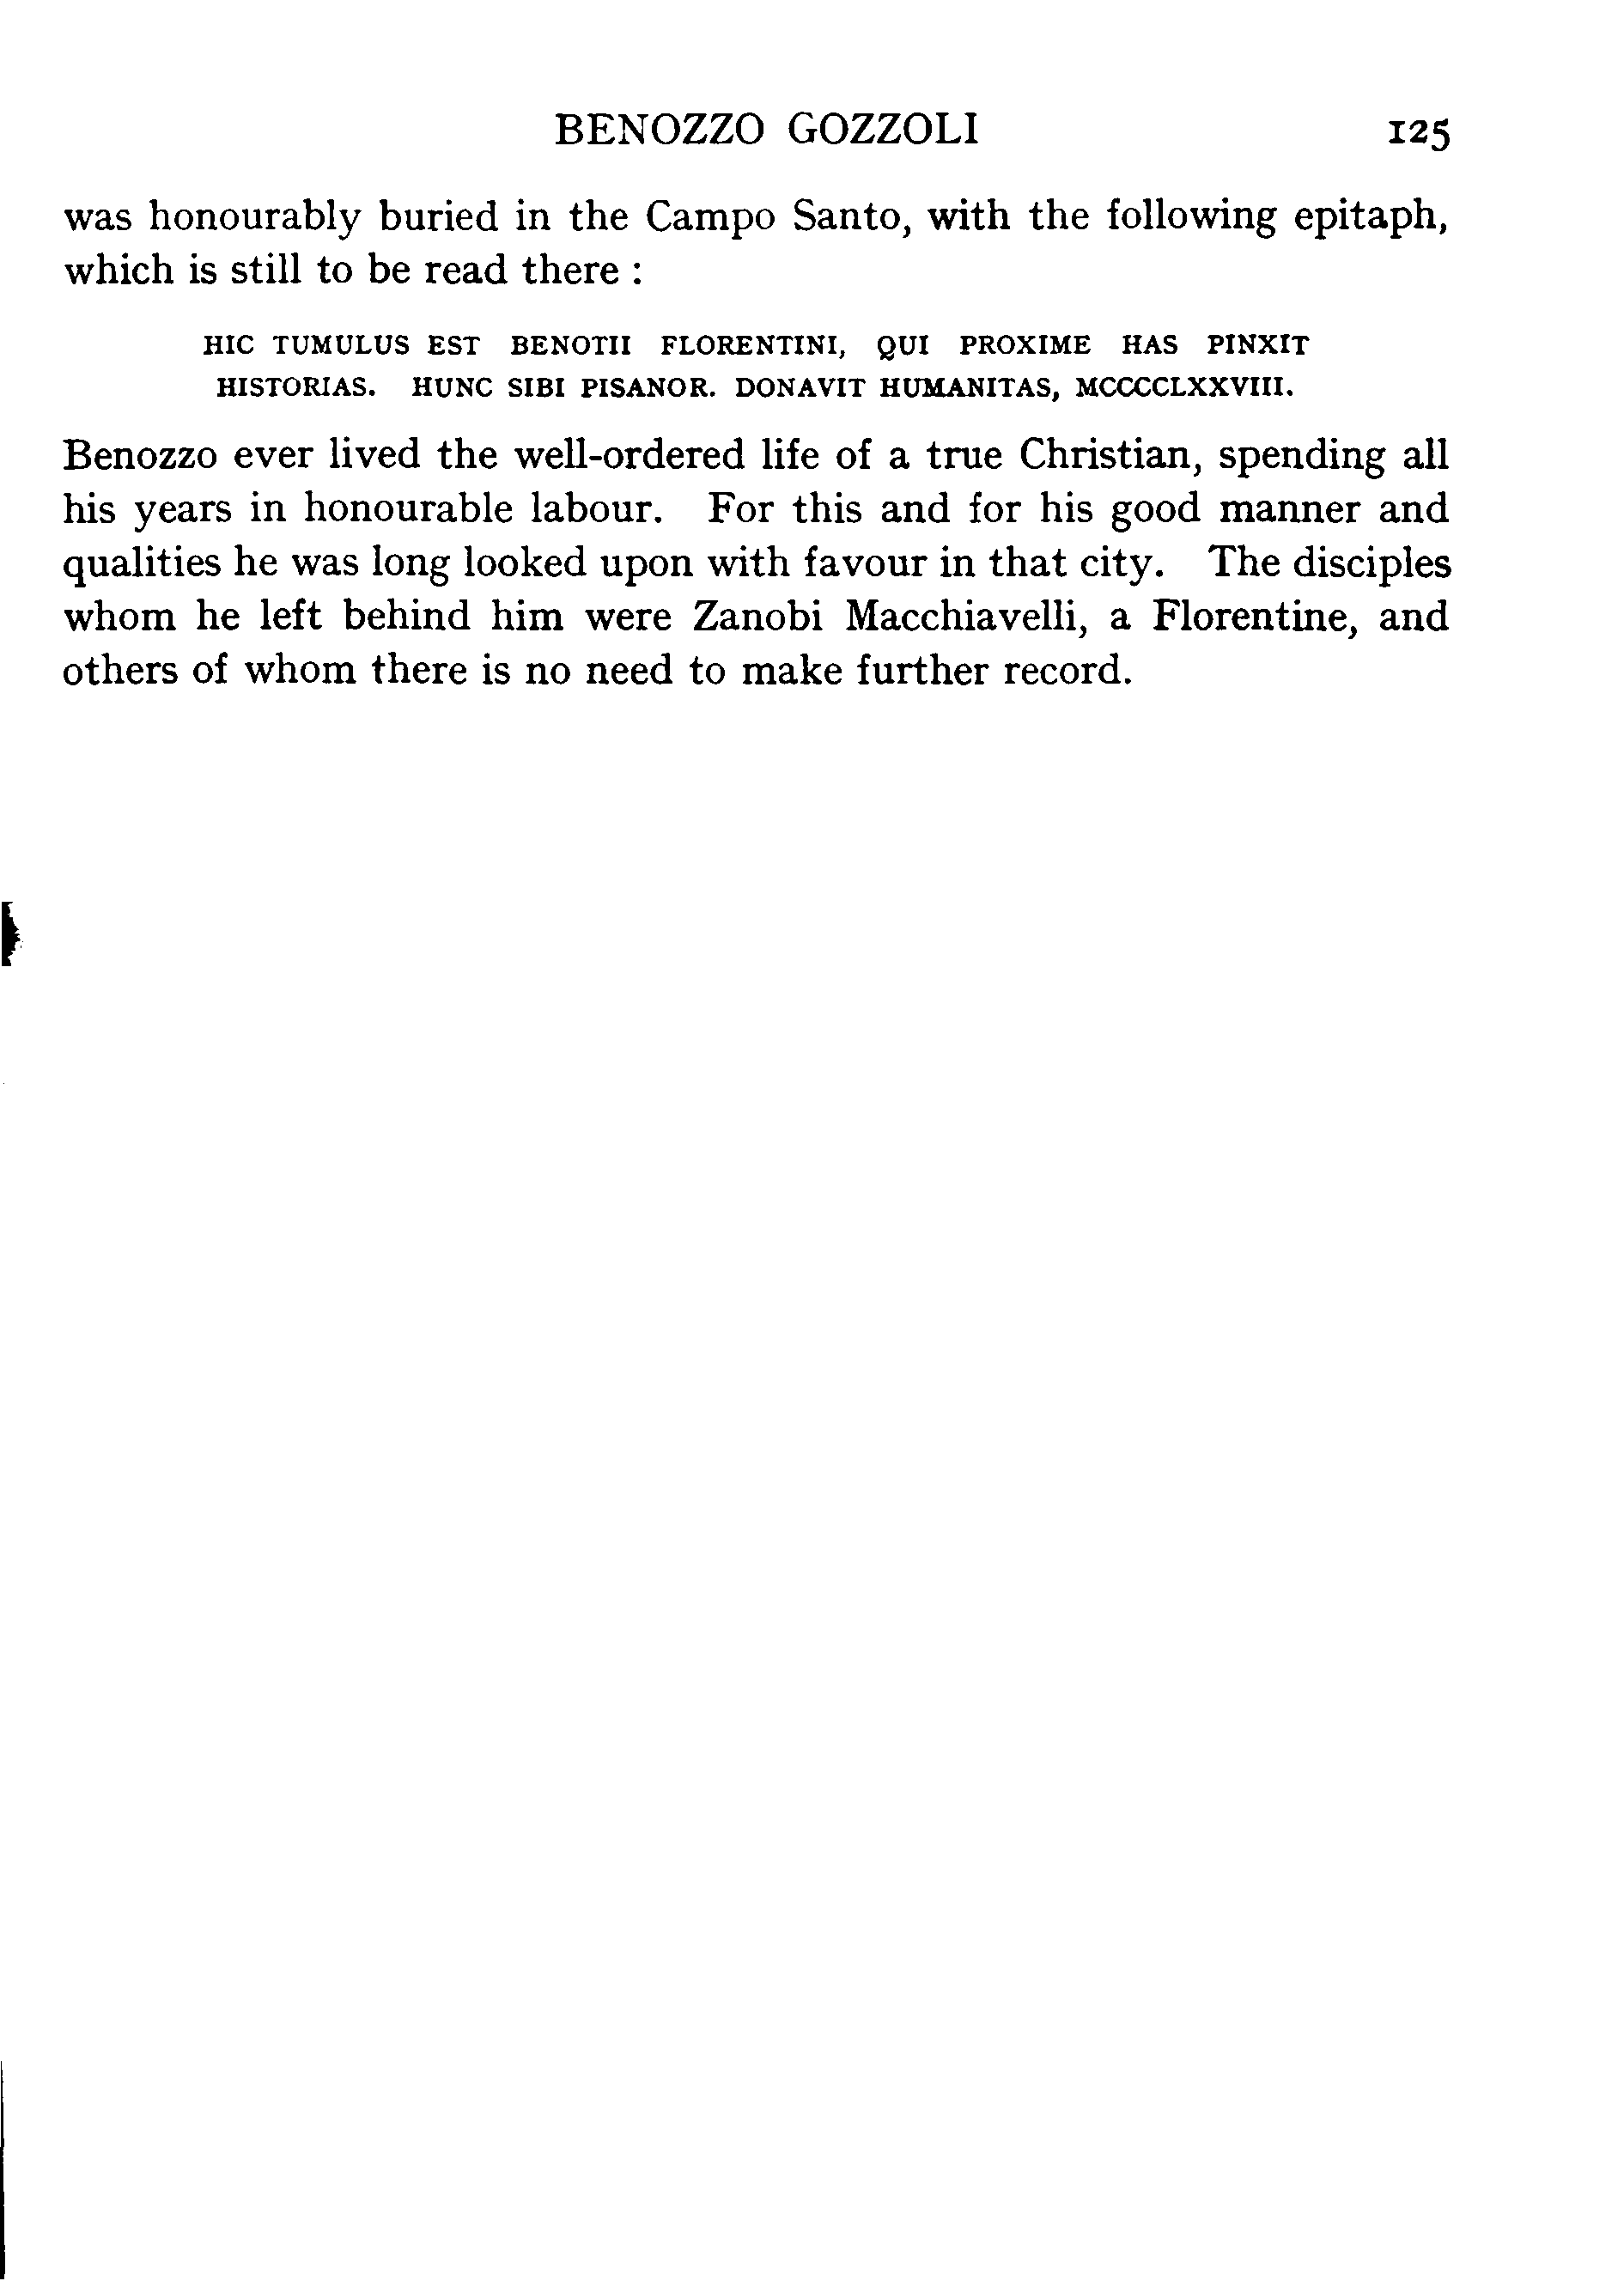 BENOZZO GOZZOLI 125
was honourably buried in the Campo Santo, with the following epitaph,
which is still to be read there :
HIC TUMULUS EST BENOTII FLORENTINI, QUI PROXIME HAS PINXIT
HISTORIAS. HUNC SIBI PISANOR. DONAVIT HUMANITAS, MCCCCLXXVIII.
Benozzo ever lived the well-ordered life of a true Christian, spending all
his years in honourable labour. For this and for his good manner and
qualities he was long looked upon with favour in that city. The disciples
whom he left behind him were Zanobi Macchiavelli, a Florentine, and
others of whom there is no need to make further record.